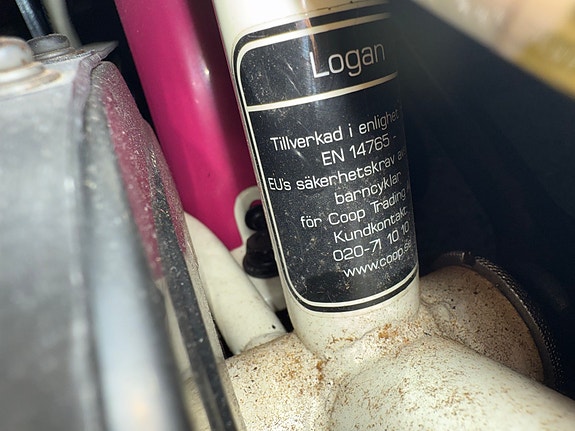 Logan
Tillverkad i enlighet
EN 14765 -
EU's säkerhetskrav
barncyklar
för Coop Trading
Kundkontakt
020-71 10 10
www.coop.se